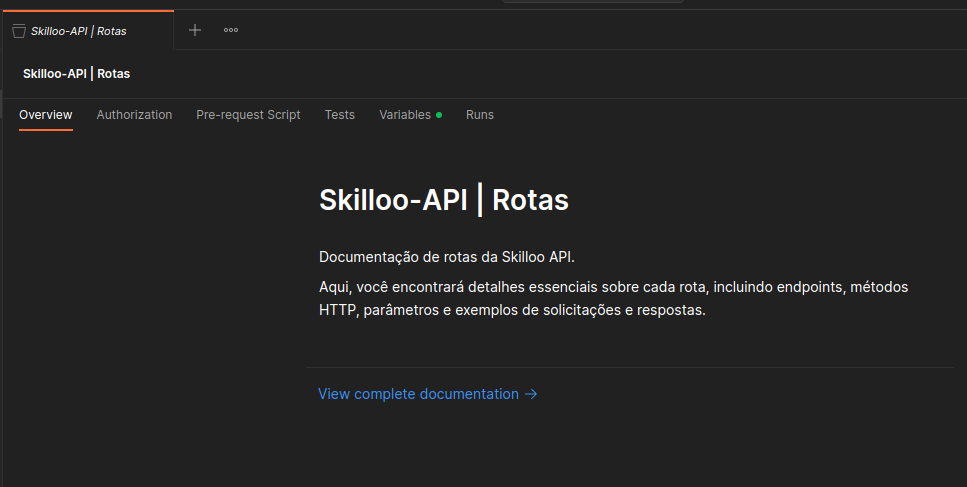 Skilloo-API | Rotas
Skilloo-API | Rotas
Overview Authorization Pre-request Script Tests Variables Runs
Skilloo-API | Rotas
Documentação de rotas da Skilloo API.
Aqui, você encontrará detalhes essenciais sobre cada rota, incluindo endpoints, métodos
HTTP, parâmetros e exemplos de solicitações e respostas.
View complete documentation →